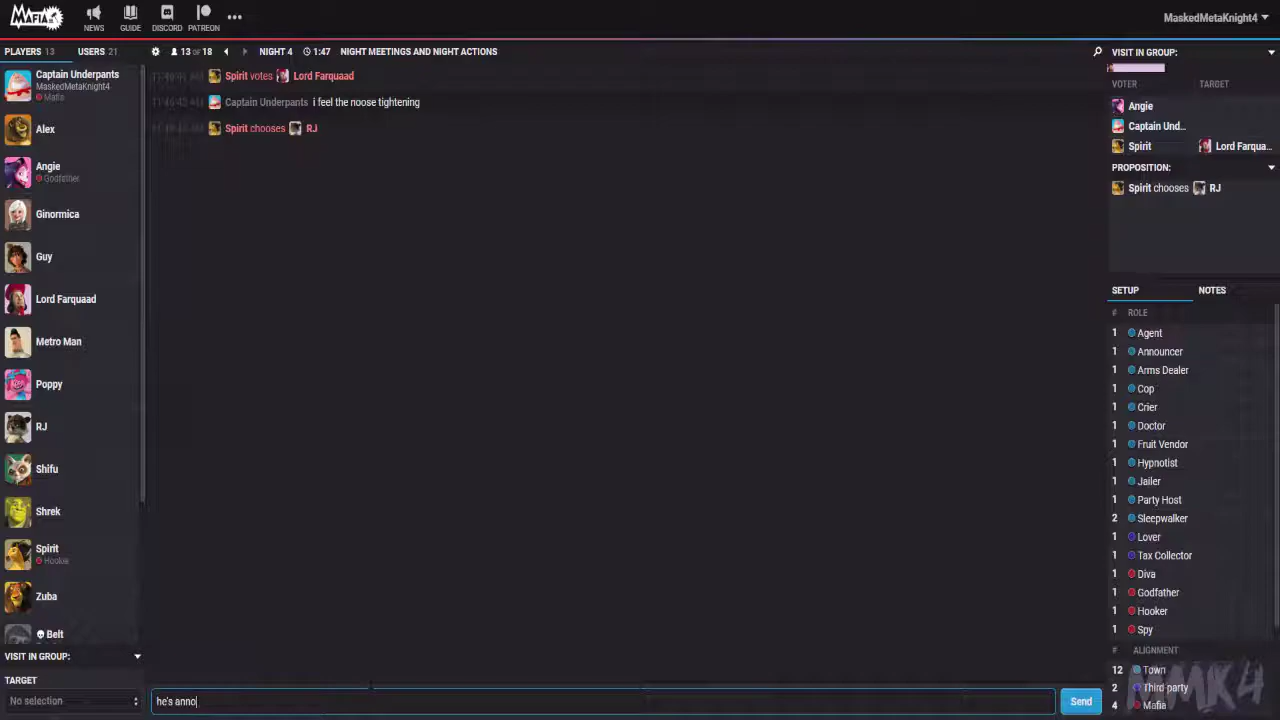 MAFIA
NEWS
GUIDE
DISCORD
PATREON
MaskedMetaKnight4
PLAYERS 13
USERS 21
13 OF 18
NIGHT 4
1:47
NIGHT MEETINGS AND NIGHT ACTIONS
Captain Underpants
MaskedMetaKnight4
Mafia
Alex
Angie
Godfather
Ginormica
Guy
Lord Farquaad
Metro Man
Poppy
RJ
Shifu
Shrek
Spirit
Hooker
Zuba
Belt
VISIT IN GROUP:
TARGET
No selection
Spirit votes Lord Farquaad
Captain Underpants i feel the noose tightening
Spirit chooses RJ
he's anno
Send
VISIT IN GROUP:
VOTER TARGET
Angie
Captain Und...
Spirit Lord Farqua...
PROPOSITION:
Spirit chooses RJ
SETUP NOTES
# ROLE
1 Agent
1 Announcer
1 Arms Dealer
1 Cop
1 Crier
1 Doctor
1 Fruit Vendor
1 Hypnotist
1 Jailer
1 Party Host
2 Sleepwalker
1 Lover
1 Tax Collector
1 Diva
1 Godfather
1 Hooker
1 Spy
# ALIGNMENT
12 Town
2 Third-party
4 Mafia
MMK4